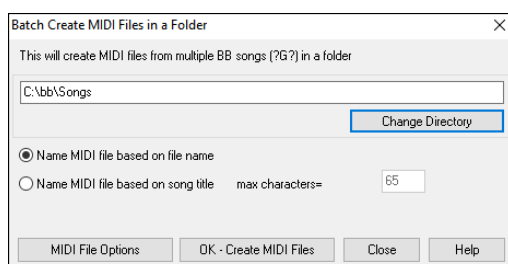 Batch Create MIDI Files in a Folder
This will create MIDI files from multiple BB songs (?G?) in a folder
C:\bb\Songs
Change Directory
Name MIDI file based on file name
Name MIDI file based on song title max characters= 65
MIDI File Options OK - Create MIDI Files Close Help